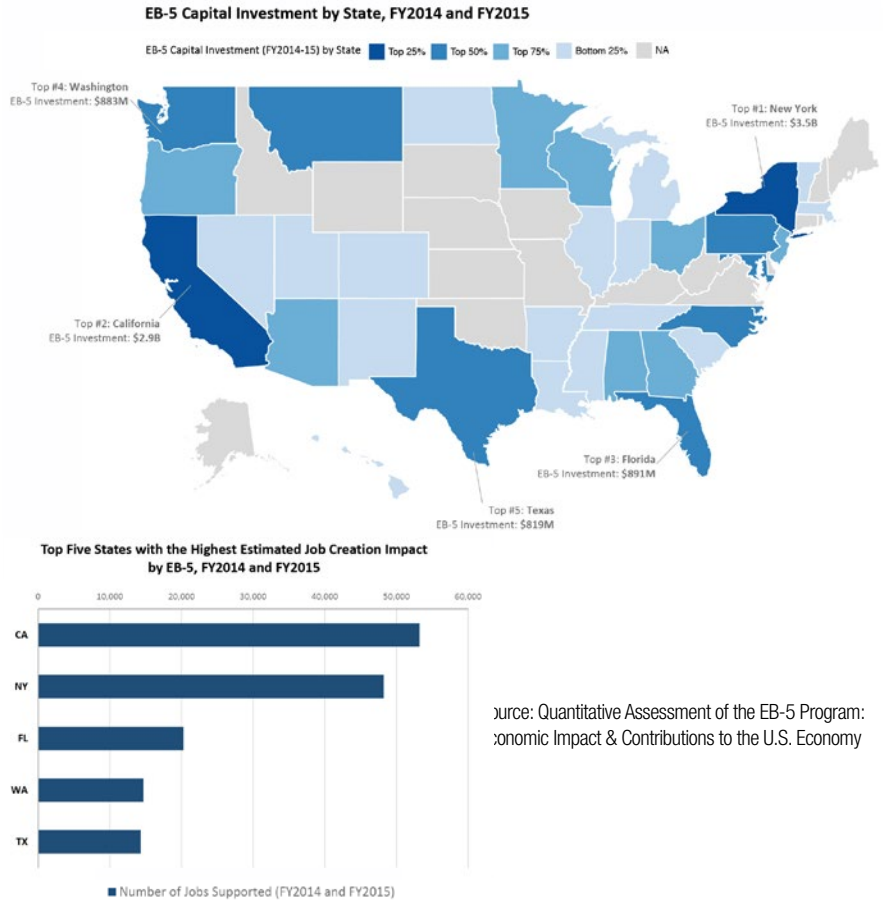 EB-5 Capital Investment by State, FY2014 and FY2015
EB-5 Capital Investment (FY2014-15) by State Top 25% Top 50% Top 75% Bottom 25% NA
Top #4: Washington
EB-5 Investment: $883M
Top #1: New York
EB-5 Investment: $3.5B
Top #2: California
EB-5 Investment: $2.9B
Top #3: Florida
EB-5 Investment: $891M
Top #5: Texas
EB-5 Investment: $819M
Top Five States with the Highest Estimated Job Creation Impact
by EB-5, FY2014 and FY2015
0 10,000 20,000 30,000 40,000 50,000 60,000
CA
NY
FL
WA
TX
Number of Jobs Supported (FY2014 and FY2015)
ource: Quantitative Assessment of the EB-5 Program:
conomic Impact & Contributions to the U.S. Economy